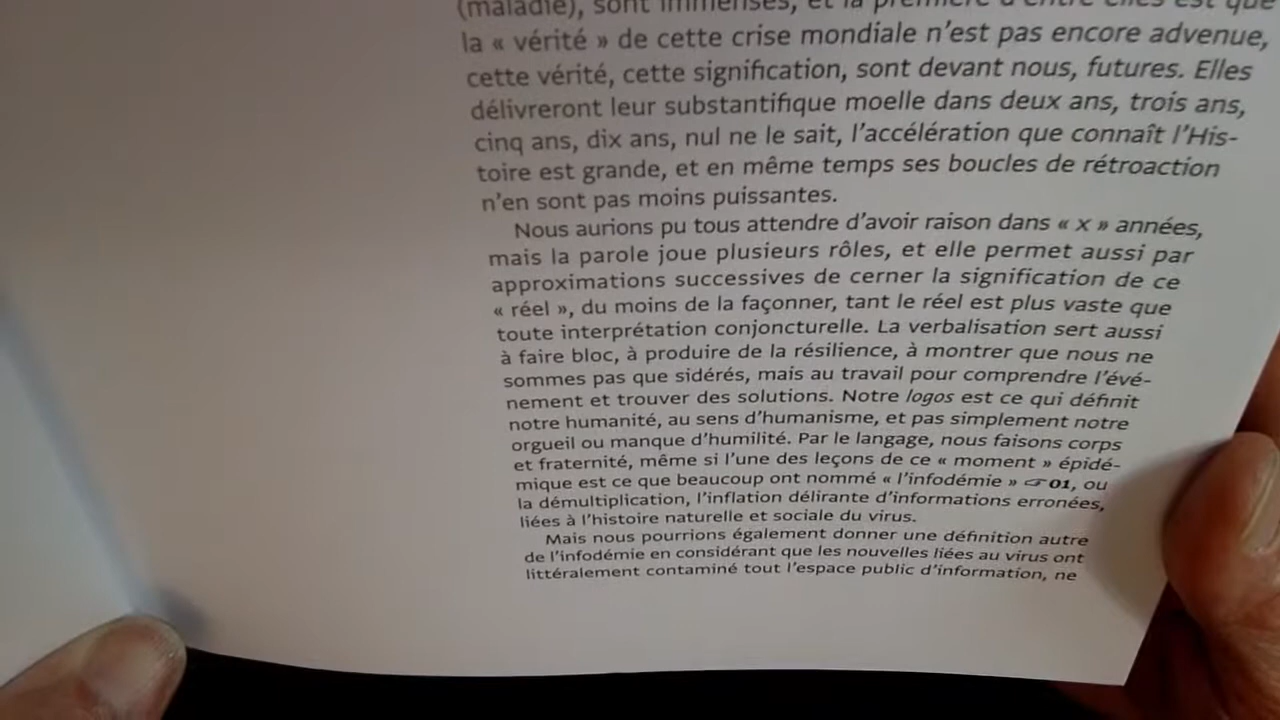 (maladie), sont immenses, et la première d'entre elles est que
la « vérité » de cette crise mondiale n'est pas encore advenue,
cette vérité, cette signification, sont devant nous, futures. Elles
délivreront leur substantifique moelle dans deux ans, trois ans,
cinq ans, dix ans, nul ne le sait, l'accélération que connaît l'His-
toire est grande, et en même temps ses boucles de rétroaction
n'en sont pas moins puissantes.
Nous aurions pu tous attendre d'avoir raison dans « x » années,
mais la parole joue plusieurs rôles, et elle permet aussi par
approximations successives de cerner la signification de ce
« réel », du moins de la façonner, tant le réel est plus vaste que
toute interprétation conjoncturelle. La verbalisation sert aussi
à faire bloc, à produire de la résilience, à montrer que nous ne
sommes pas que sidérés, mais au travail pour comprendre l'évé-
nement et trouver des solutions. Notre logos est ce qui définit
notre humanité, au sens d'humanisme, et pas simplement notre
orgueil ou manque d'humilité. Par le langage, nous faisons corps
et fraternité, même si l'une des leçons de ce « moment » épidé-
mique est ce que beaucoup ont nommé « l'infodémie » ☞ 01, ou
la démultiplication, l'inflation délirante d'informations erronées,
liées à l'histoire naturelle et sociale du virus.
Mais nous pourrions également donner une définition autre
de l'infodémie en considérant que les nouvelles liées au virus ont
littéralement contaminé tout l'espace public d'information, ne